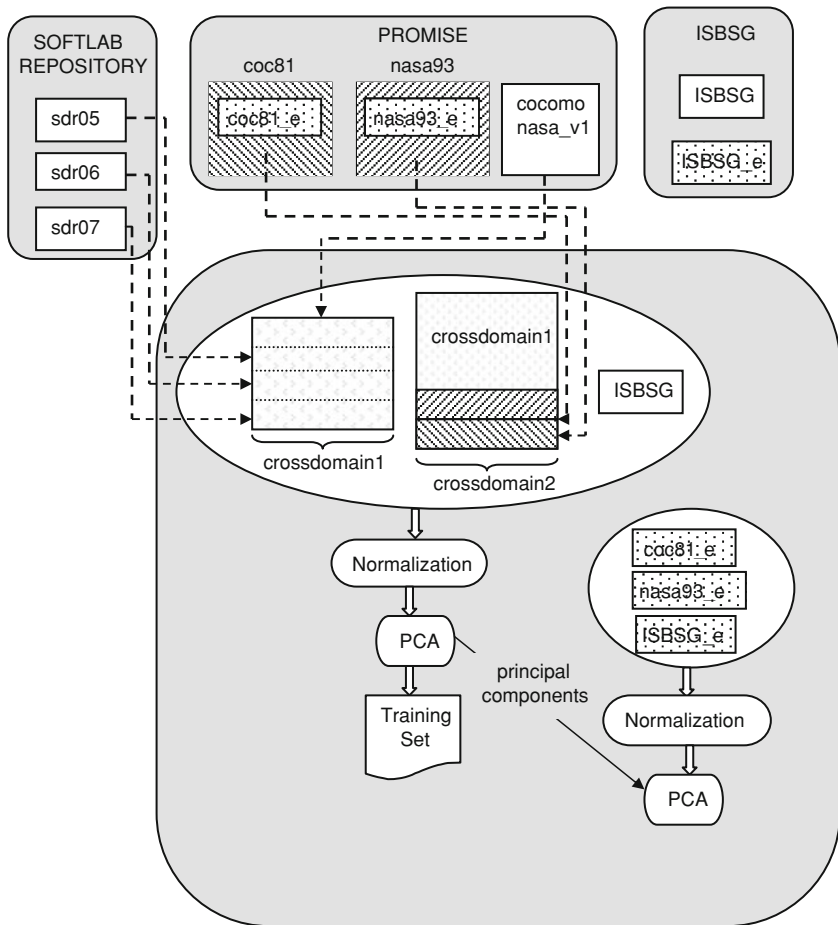 SOFTLAB
REPOSITORY
sdr05
sdr06
sdr07
PROMISE
coc81
coc81_e
nasa93
nasa93_e
cocomo
nasa_v1
ISBSG
ISBSG
ISBSG_e
crossdomain1
crossdomain1
crossdomain2
ISBSG
Normalization
PCA
Training
Set
principal
components
coc81_e
nasa93_e
ISBSG_e
Normalization
PCA